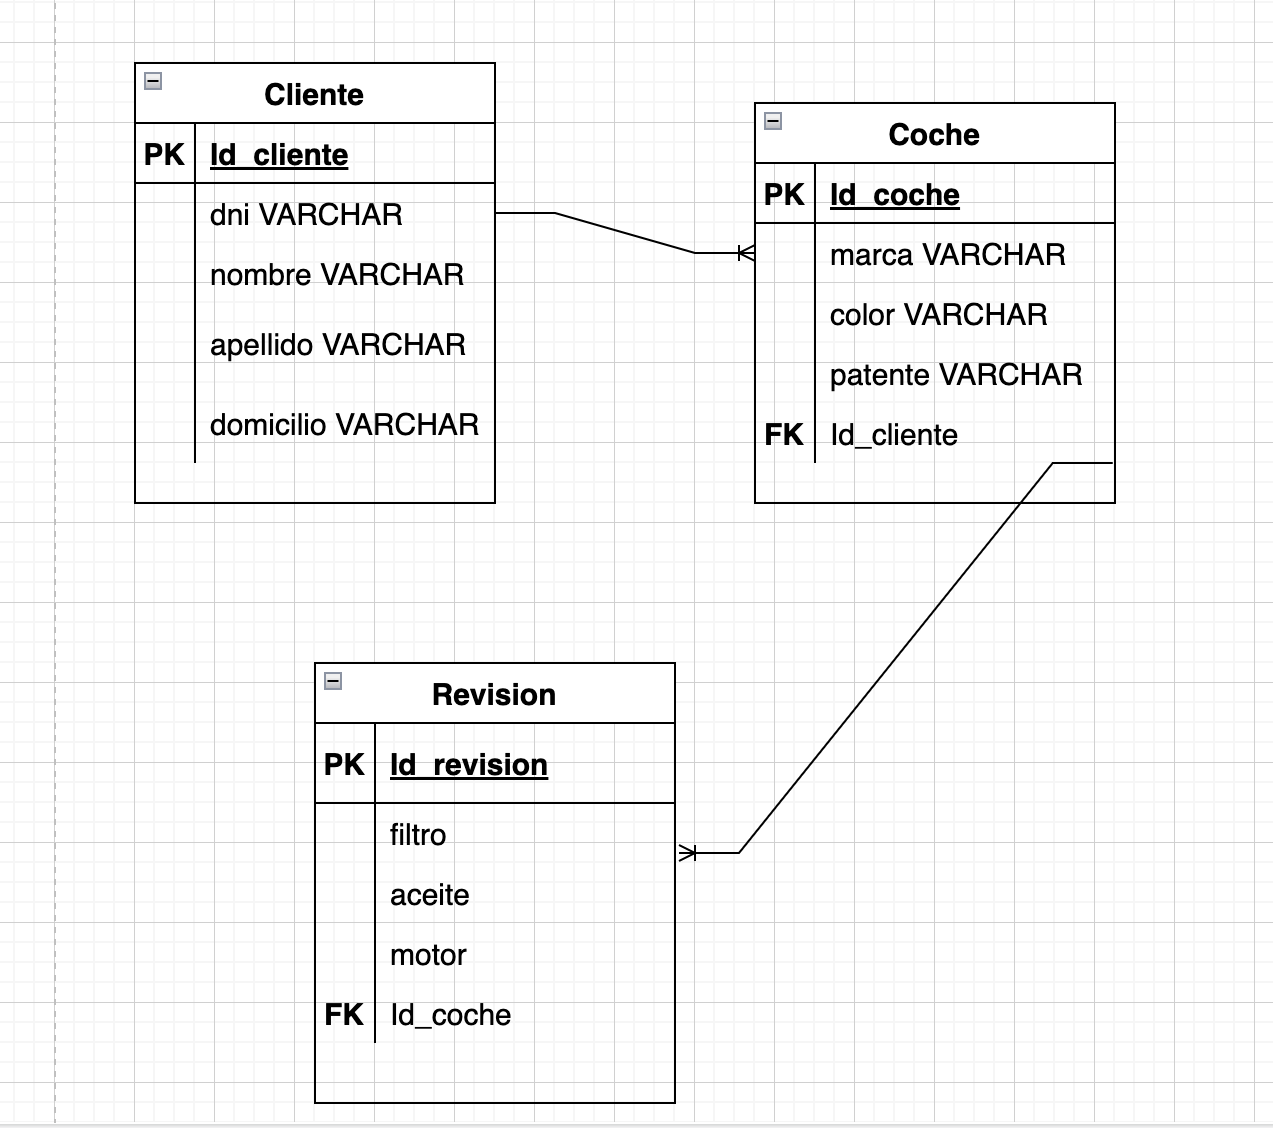 Cliente
PK Id_cliente
dni VARCHAR
nombre VARCHAR
apellido VARCHAR
domicilio VARCHAR
Coche
PK Id_coche
marca VARCHAR
color VARCHAR
patente VARCHAR
FK Id_cliente
Revision
PK Id_revision
filtro
aceite
motor
FK Id_coche